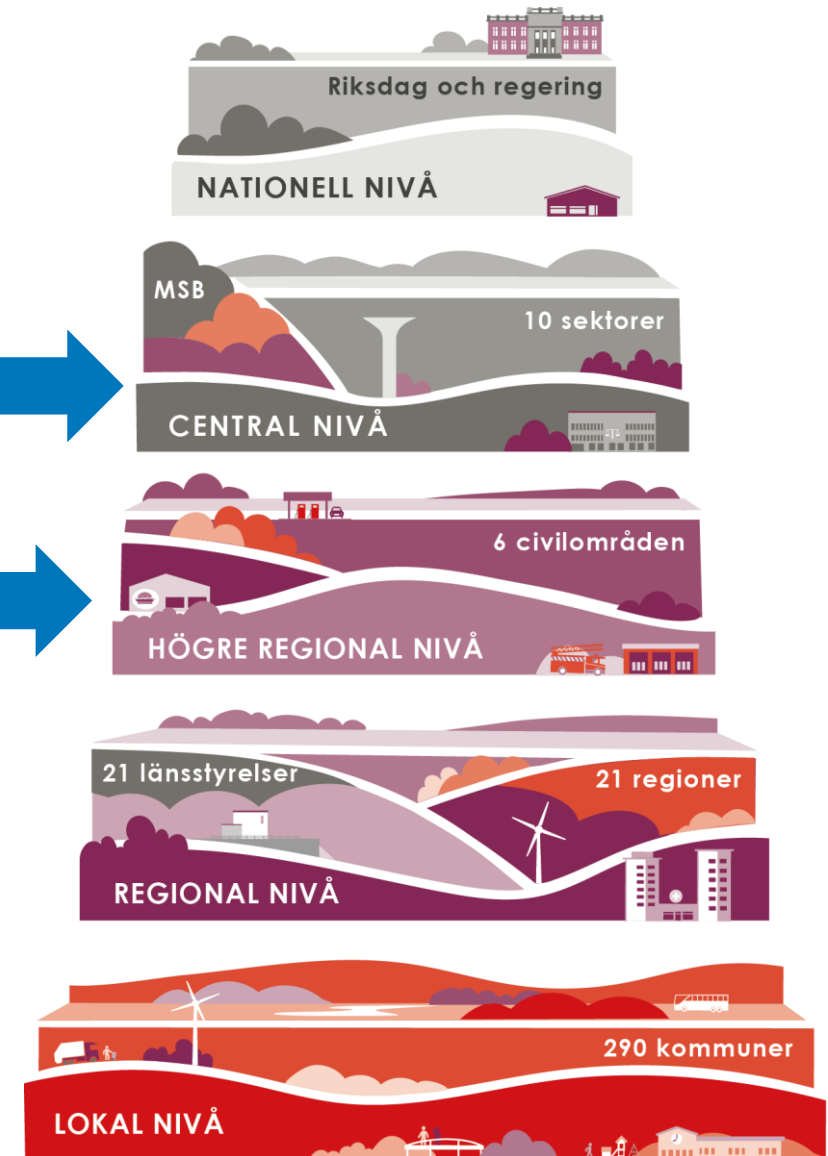 Riksdag och regering
NATIONELL NIVÅ
MSB
10 sektorer
CENTRAL NIVÅ
6 civilområden
HÖGRE REGIONAL NIVÅ
21 länsstyrelser
21 regioner
REGIONAL NIVÅ
290 kommuner
LOKAL NIVÅ